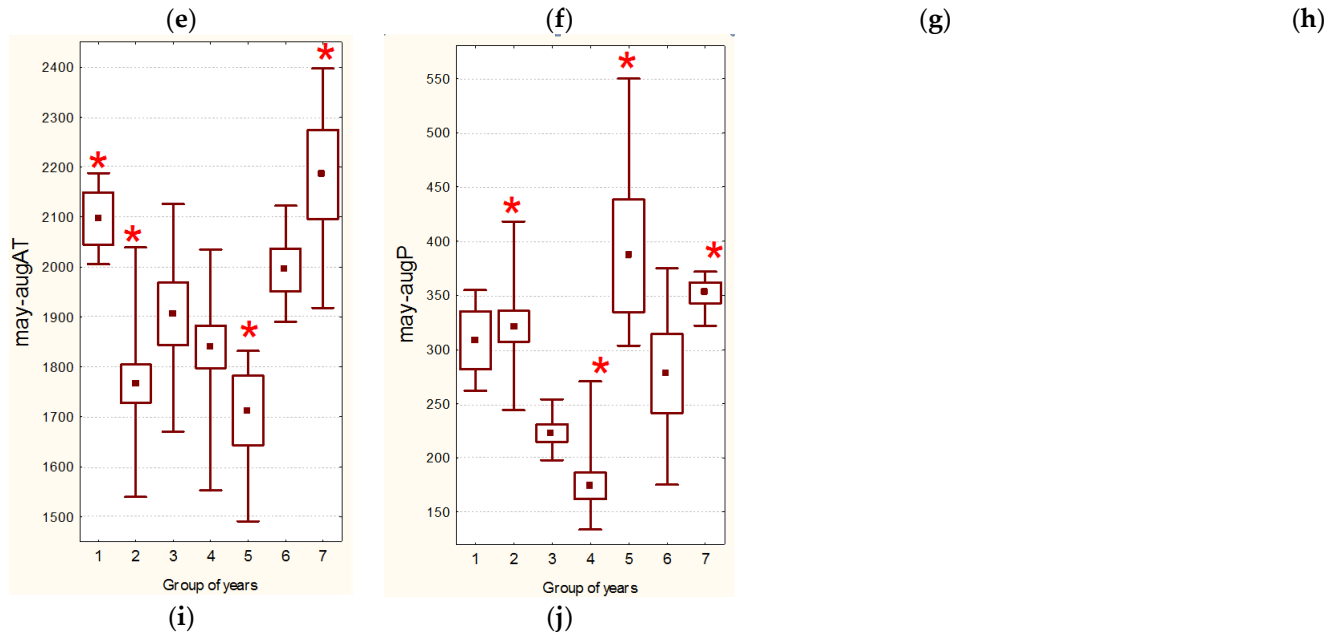 (e) (f) (g) (h)
may-augAT
2400
2300
2200
2100
2000
1900
1800
1700
1600
1500
* * * *
1 2 3 4 5 6 7
Group of years
(i)
may-augP
550
500
450
400
350
300
250
200
150
* * * *
1 2 3 4 5 6 7
Group of years
(j)